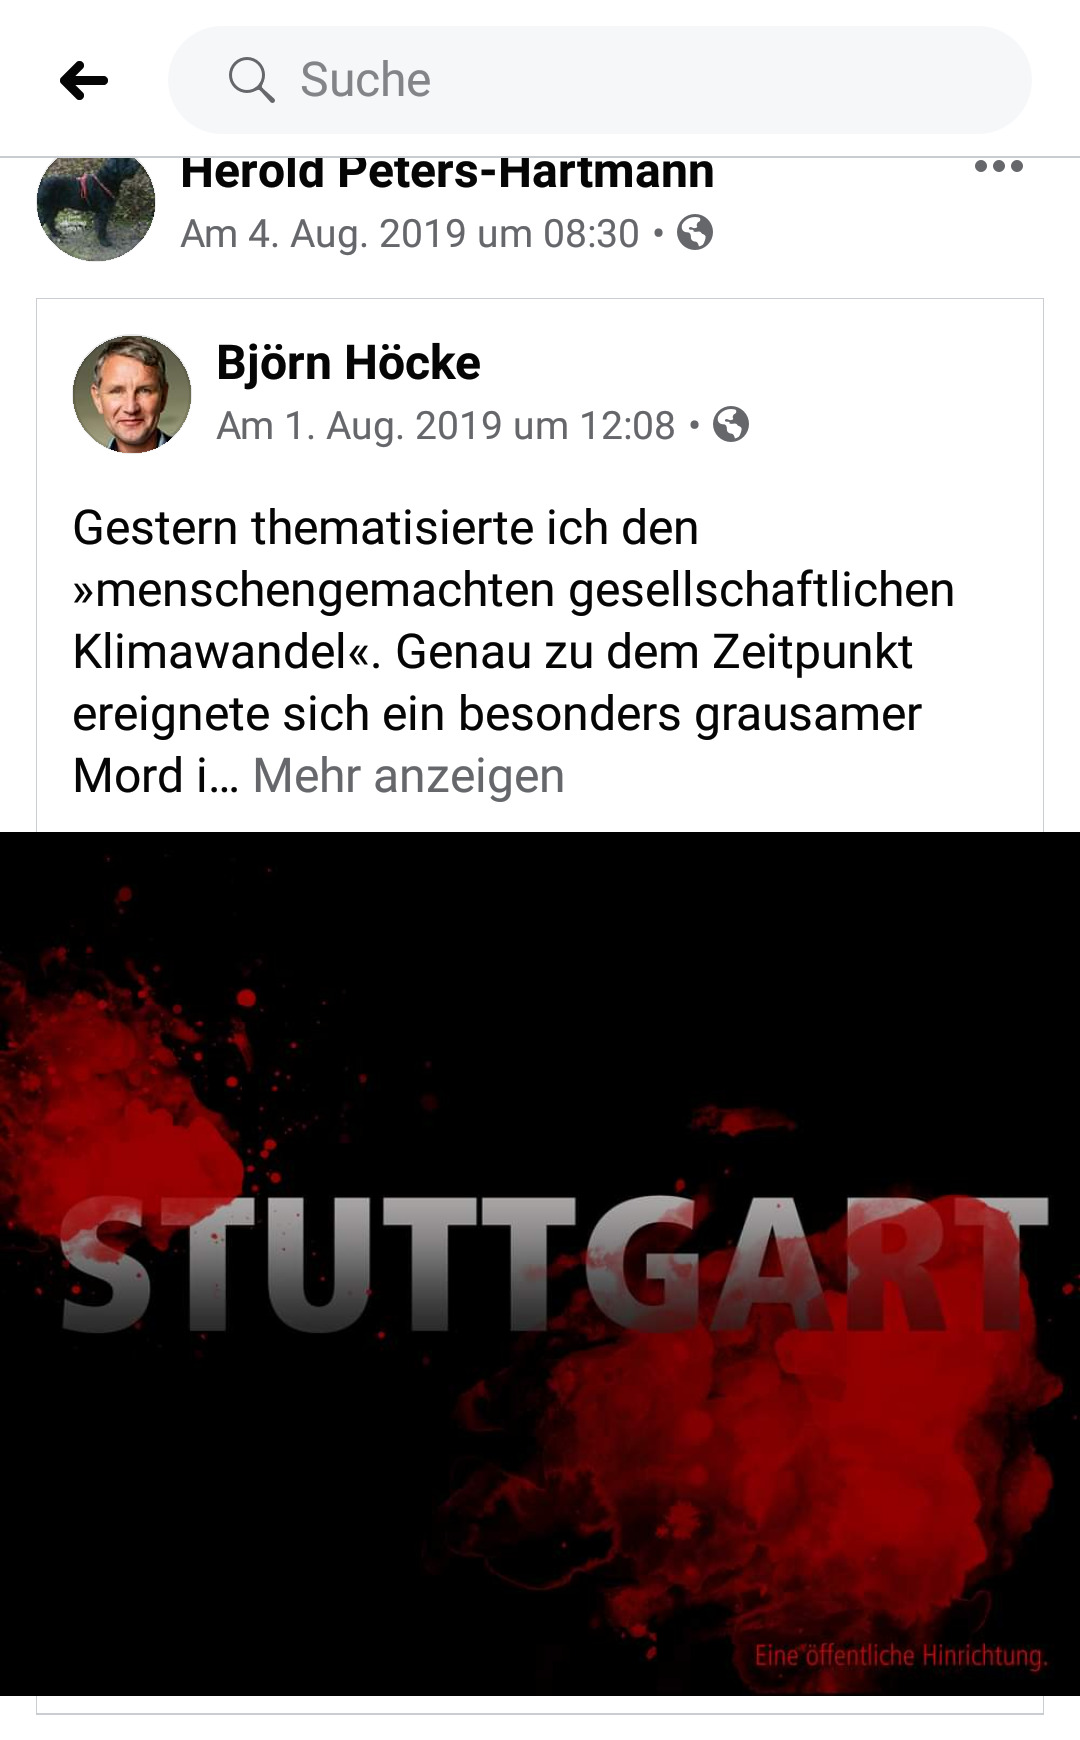 Suche
Herold Peters-Hartmann
Am 4. Aug. 2019 um 08:30 •
Björn Höcke
Am 1. Aug. 2019 um 12:08 •
Gestern thematisierte ich den
»menschengemachten gesellschaftlichen
Klimawandel«. Genau zu dem Zeitpunkt
ereignete sich ein besonders grausamer
Mord i... Mehr anzeigen
STUTTGART
Eine öffentliche Hinrichtung.